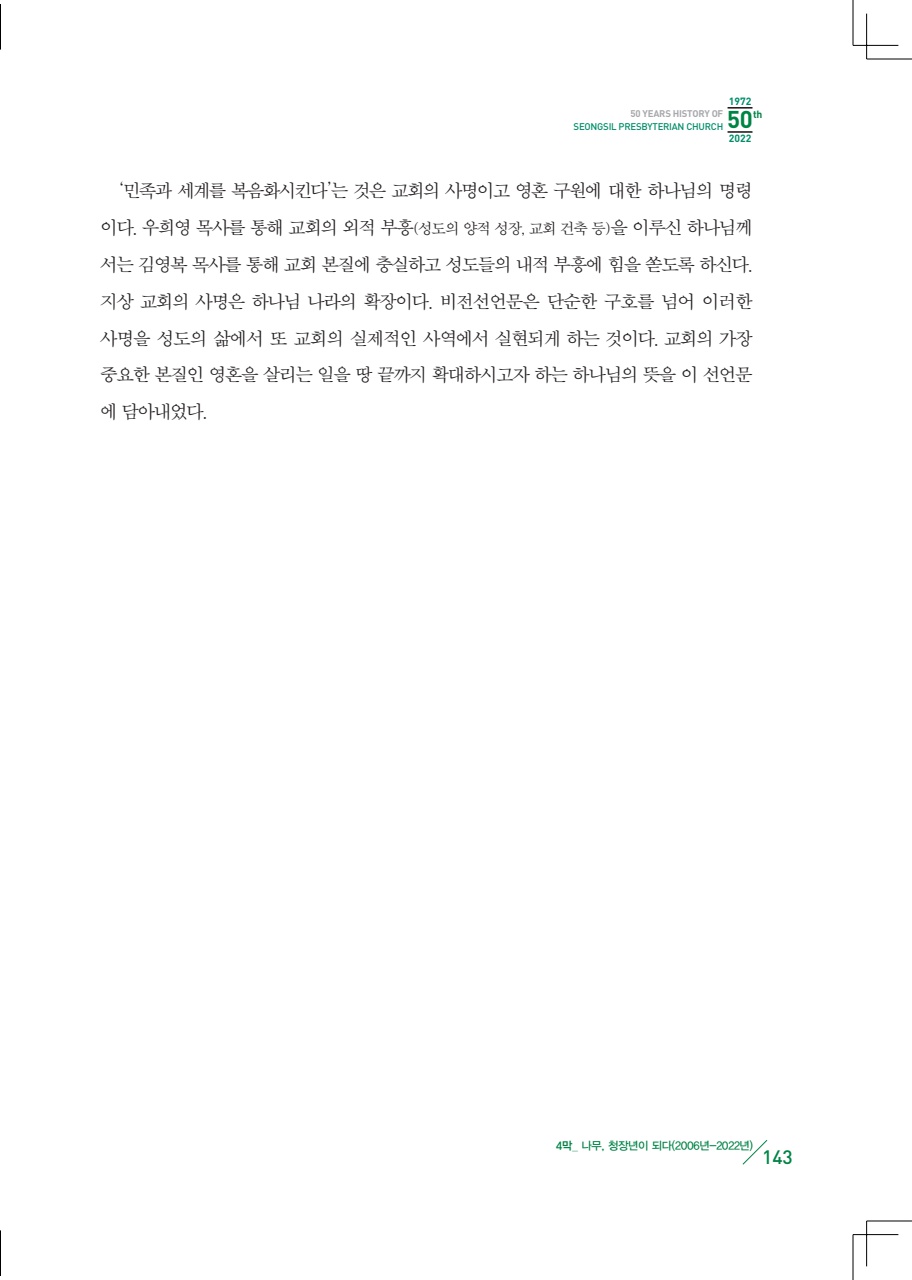 1972
50 YEARS HISTORY OF
SEONGSIL PRESBYTERIAN CHURCH
50th
2022
‘민족과 세계를 복음화시킨다’는 것은 교회의 사명이고 영혼 구원에 대한 하나님의 명령
이다. 우희영 목사를 통해 교회의 외적 부흥(성도의 양적 성장, 교회 건축 등)을 이루신 하나님께
서는 김영복 목사를 통해 교회 본질에 충실하고 성도들의 내적 부흥에 힘을 쏟도록 하신다.
지상 교회의 사명은 하나님 나라의 확장이다. 비전선언문은 단순한 구호를 넘어 이러한
사명을 성도의 삶에서 또 교회의 실제적인 사역에서 실현되게 하는 것이다. 교회의 가장
중요한 본질인 영혼을 살리는 일을 땅 끝까지 확대하시고자 하는 하나님의 뜻을 이 선언문
에 담아내었다.
4막_ 나무, 청장년이 되다(2006년-2022년)
143